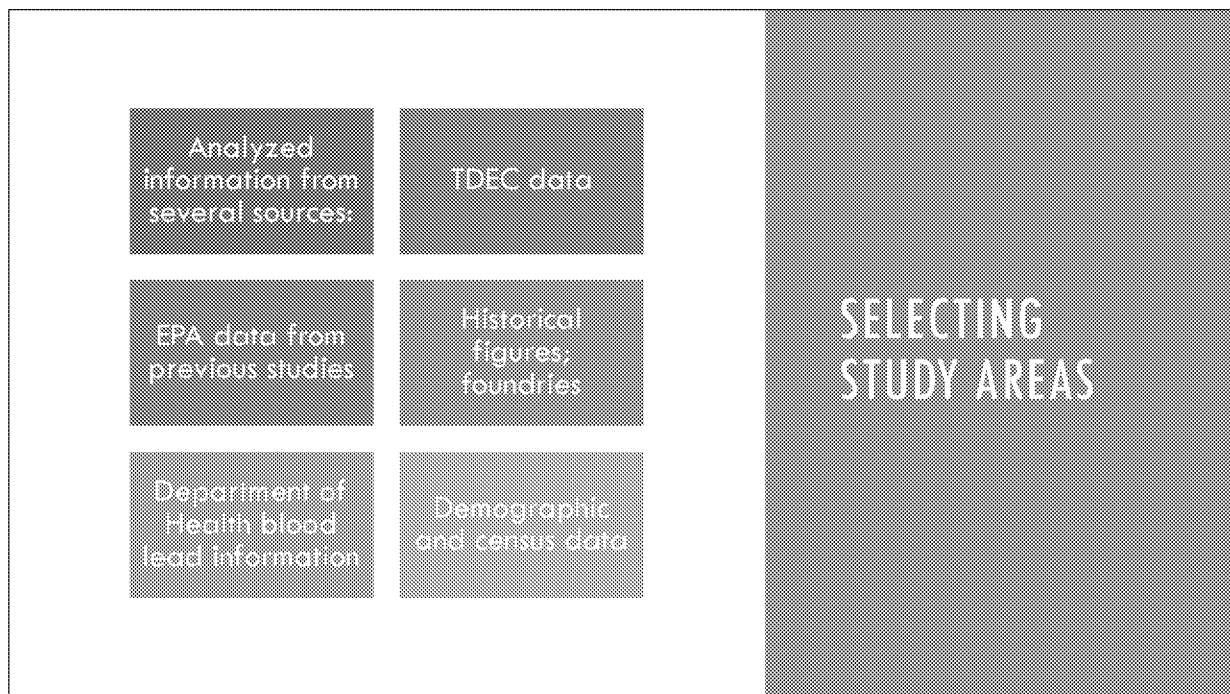 Analyzed
information from
several sources:
TDEC data
EPA data from
previous studies
Historical
figures;
foundries
Department of
Health blood
lead information
Demographic
and census data
SELECTING
STUDY AREAS